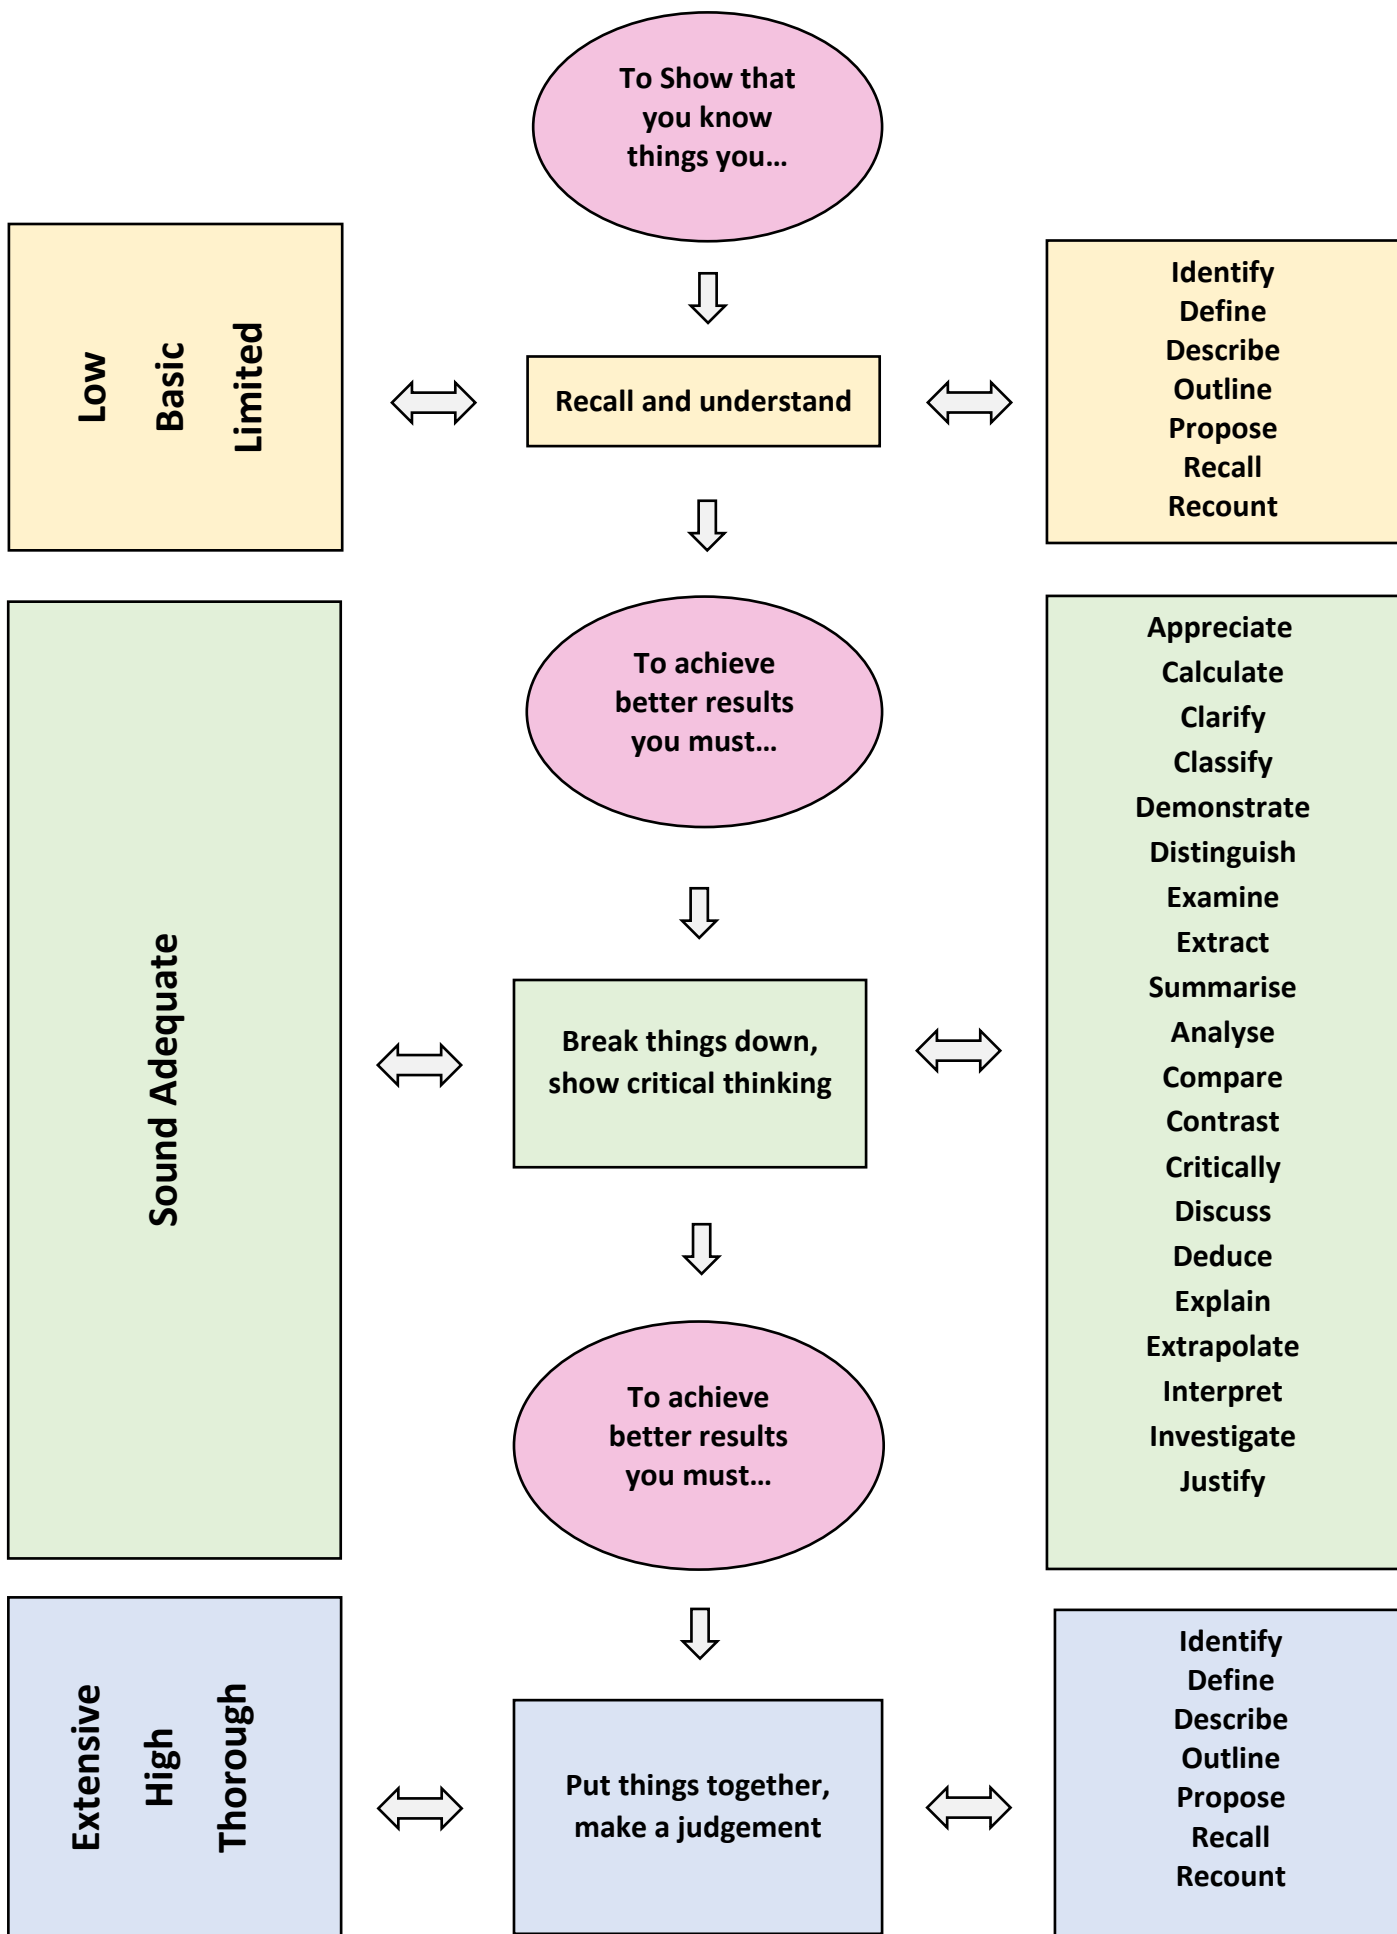 To Show that
you know
things you…
Low
Basic
Limited
Recall and understand
Identify
Define
Describe
Outline
Propose
Recall
Recount
To achieve
better results
you must…
Sound Adequate
Break things down,
show critical thinking
Appreciate
Calculate
Clarify
Classify
Demonstrate
Distinguish
Examine
Extract
Summarise
Analyse
Compare
Contrast
Critically
Discuss
Deduce
Explain
Extrapolate
Interpret
Investigate
Justify
To achieve
better results
you must…
Extensive
High
Thorough
Put things together,
make a judgement
Identify
Define
Describe
Outline
Propose
Recall
Recount